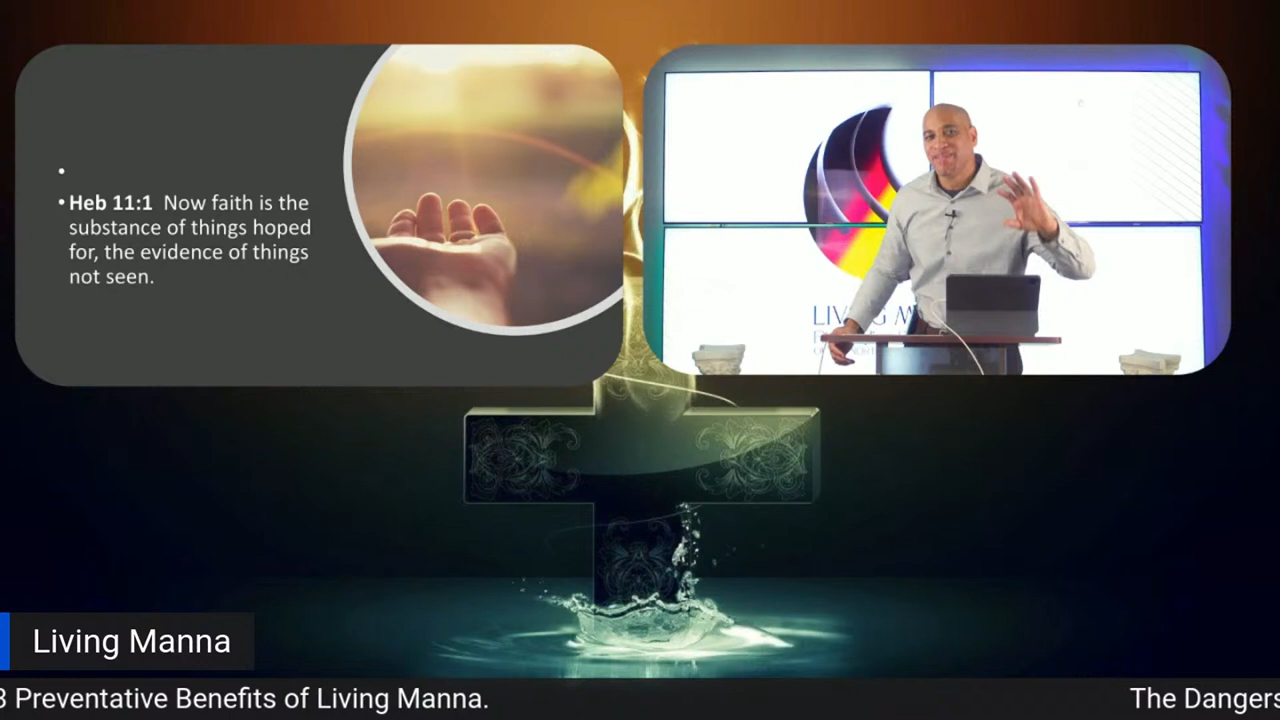 •
• Heb 11:1 Now faith is the
substance of things hoped
for, the evidence of things
not seen.
LIV
Living Manna
3 Preventative Benefits of Living Manna.
The Dangers